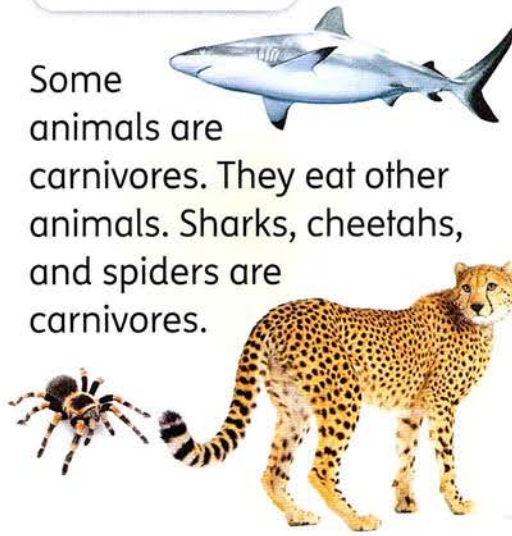 Some
animals are
carnivores. They eat other
animals. Sharks, cheetahs,
and spiders are
carnivores.